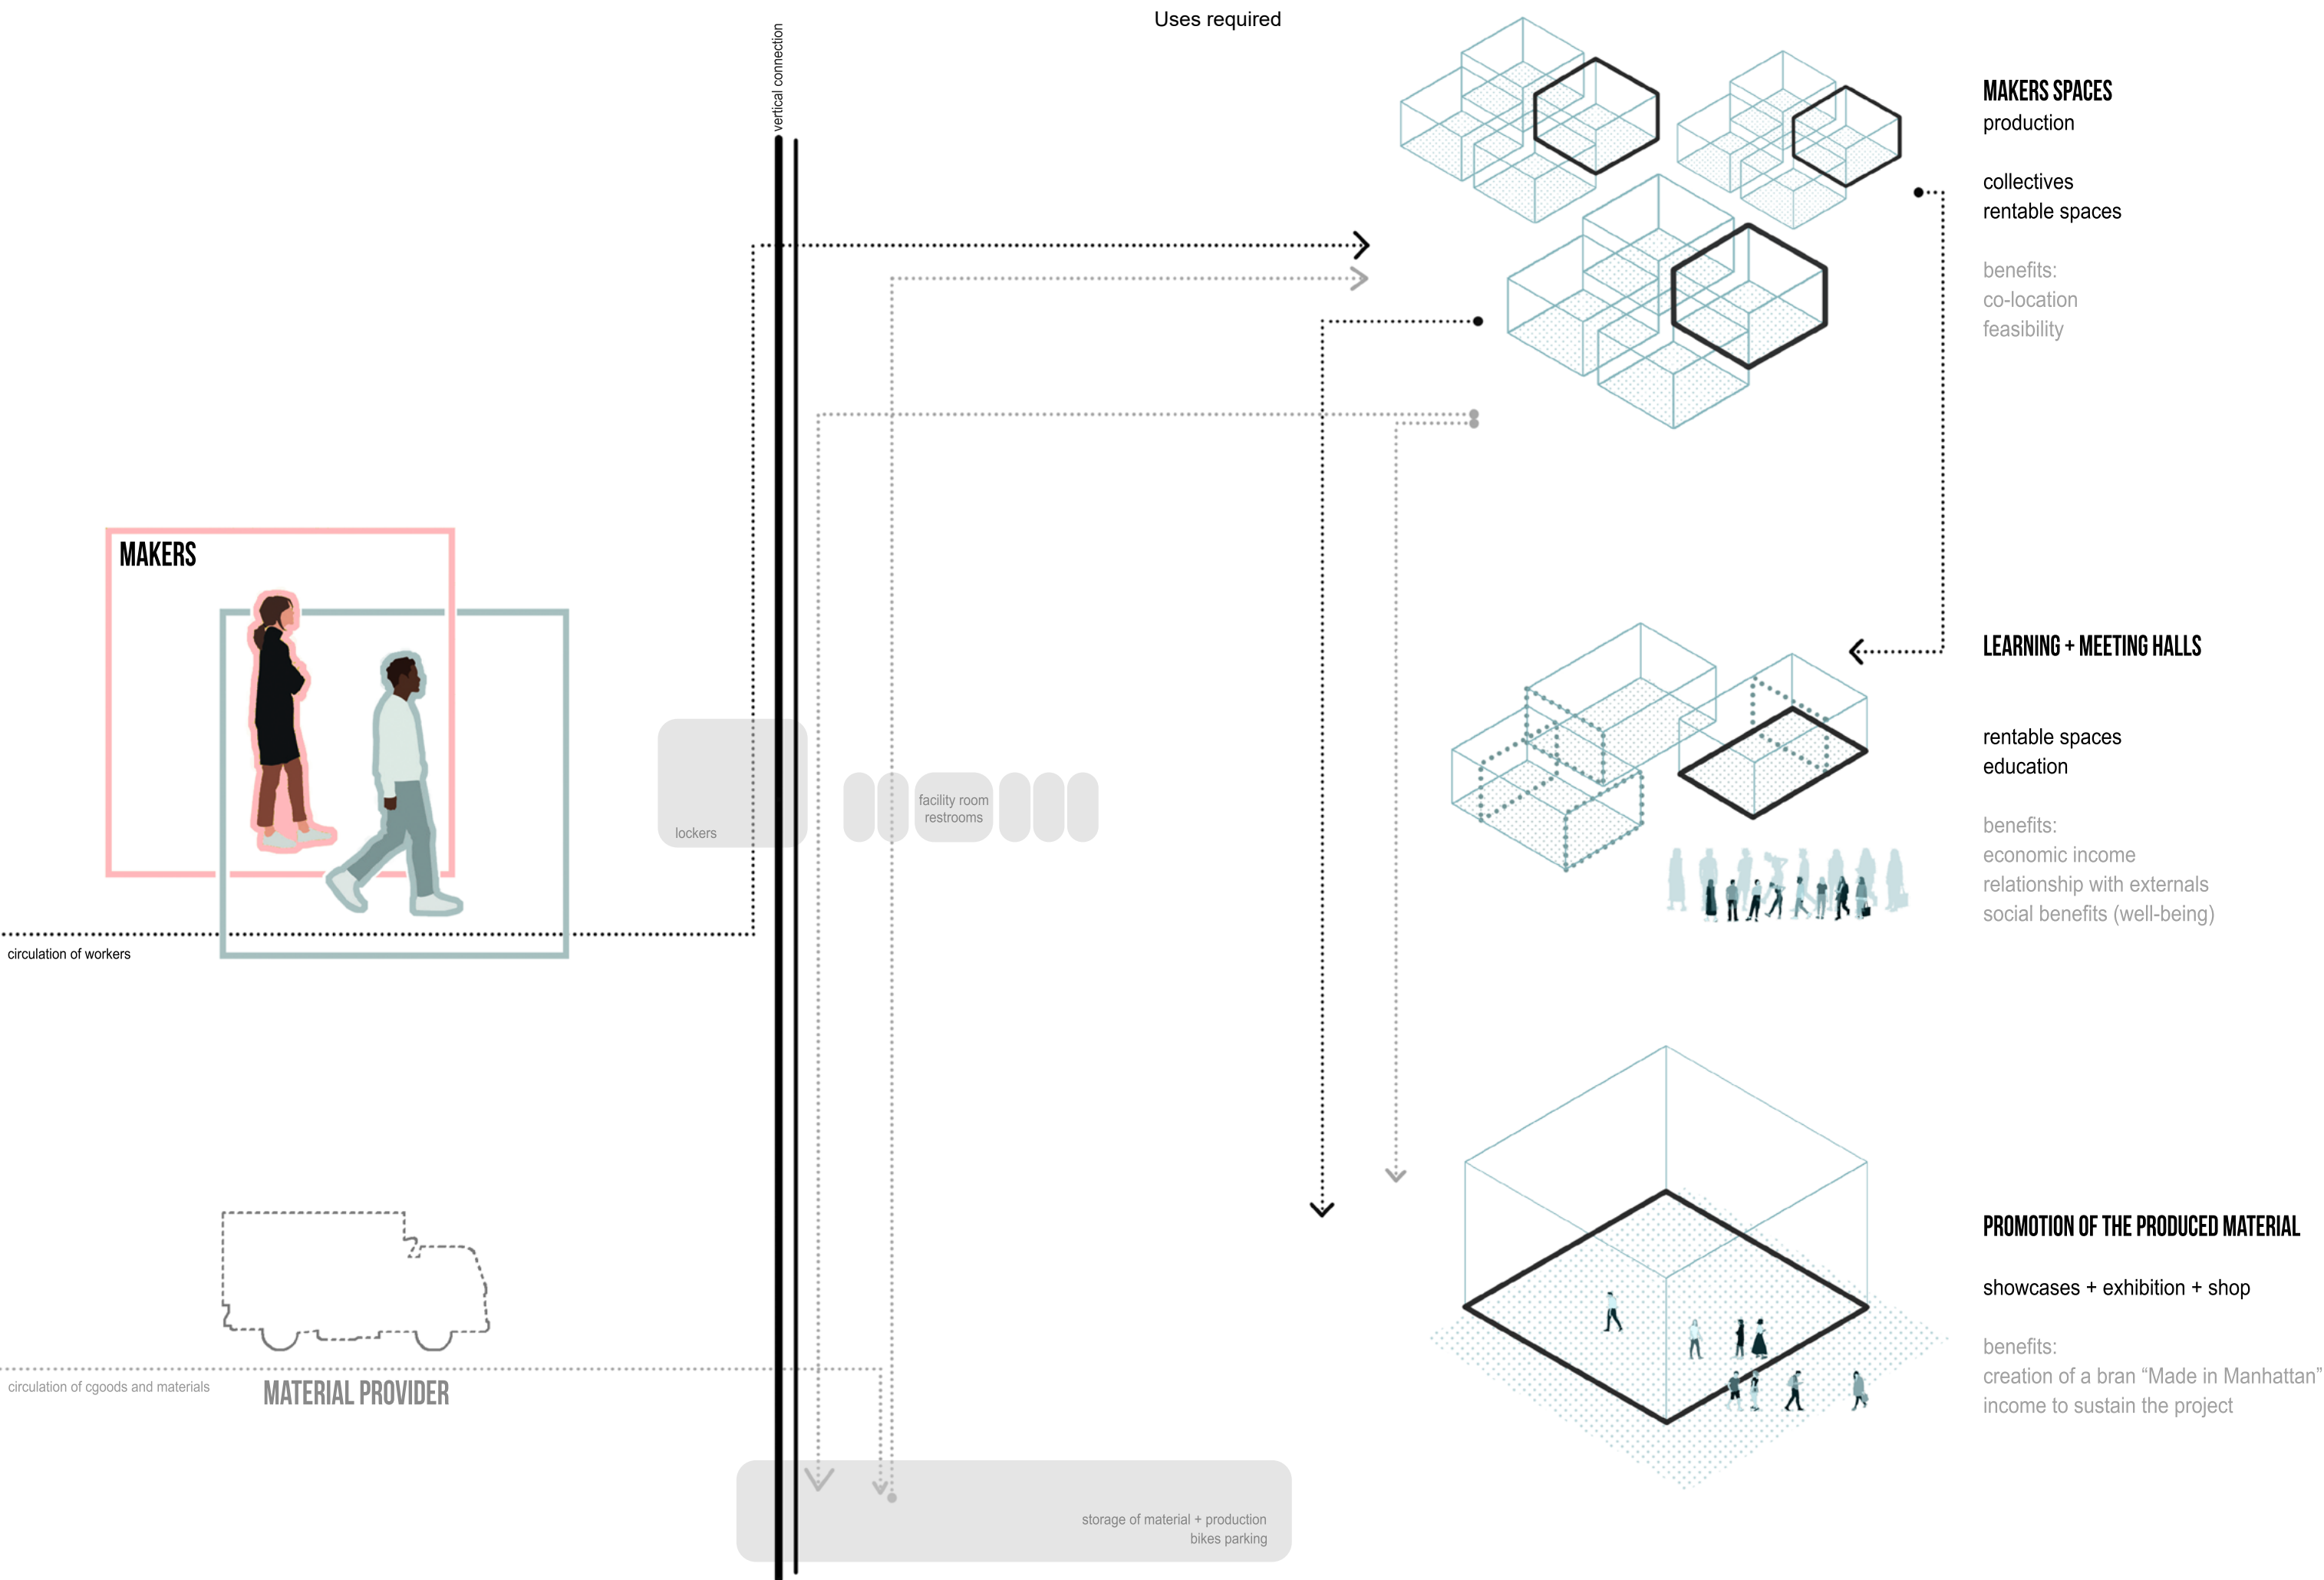 Uses required
vertical connection
MAKERS SPACES
production
collectives
rentable spaces
benefits:
co-location
feasibility
MAKERS
LEARNING + MEETING HALLS
rentable spaces
education
benefits:
economic income
relationship with externals
social benefits (well-being)
lockers
facility room
restrooms
circulation of workers
PROMOTION OF THE PRODUCED MATERIAL
showcases + exhibition + shop
benefits:
creation of a bran “Made in Manhattan”
income to sustain the project
circulation of cgoods and materials
MATERIAL PROVIDER
storage of material + production
bikes parking